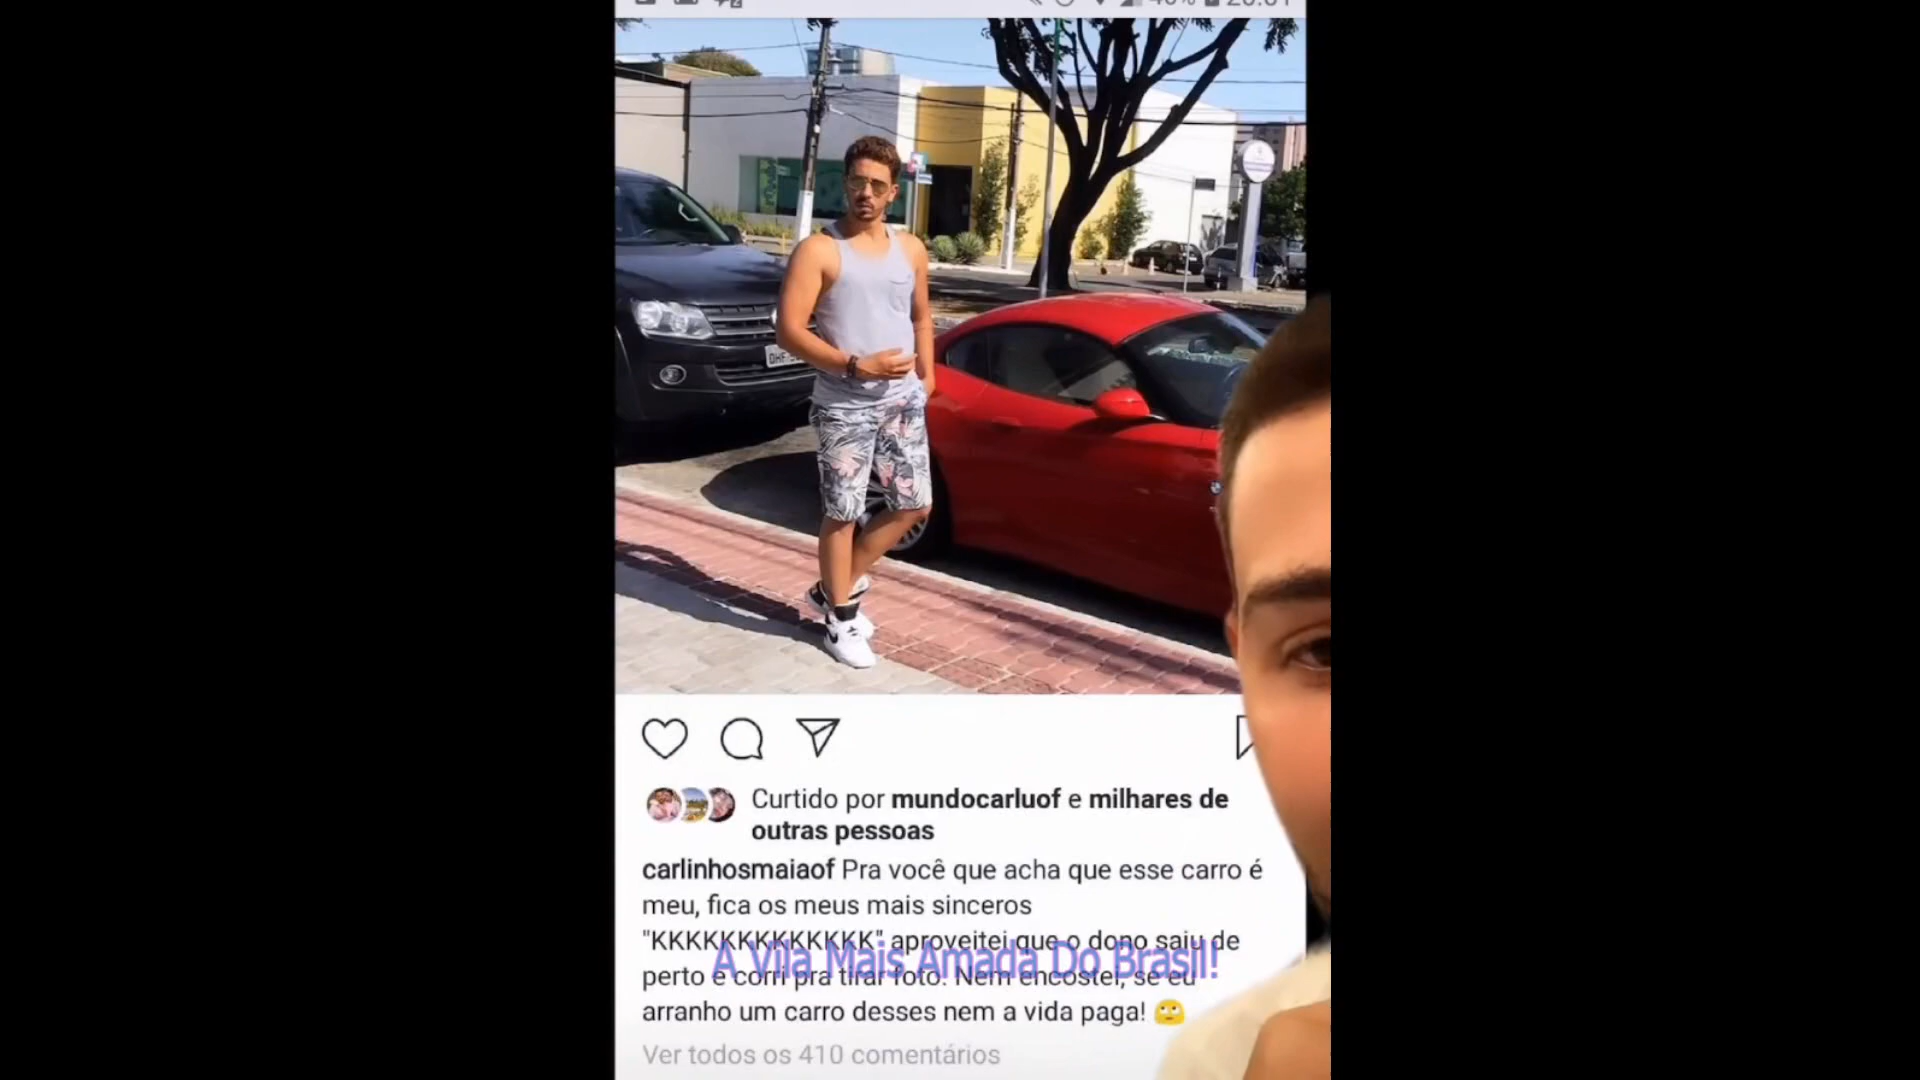 Curtido por mundocarluof e milhares de
outras pessoas
carlinhosmaiaof Pra você que acha que esse carro é
meu, fica os meus mais sinceros
"KKKKKKKKKKKKK" aproveitei que o dono saiu de
A Vila Mais Amada Do Brasil!
perto e corri pra tirar foto. Nem encostei, se eu
arranho um carro desses nem a vida paga! 🙄
Ver todos os 410 comentários